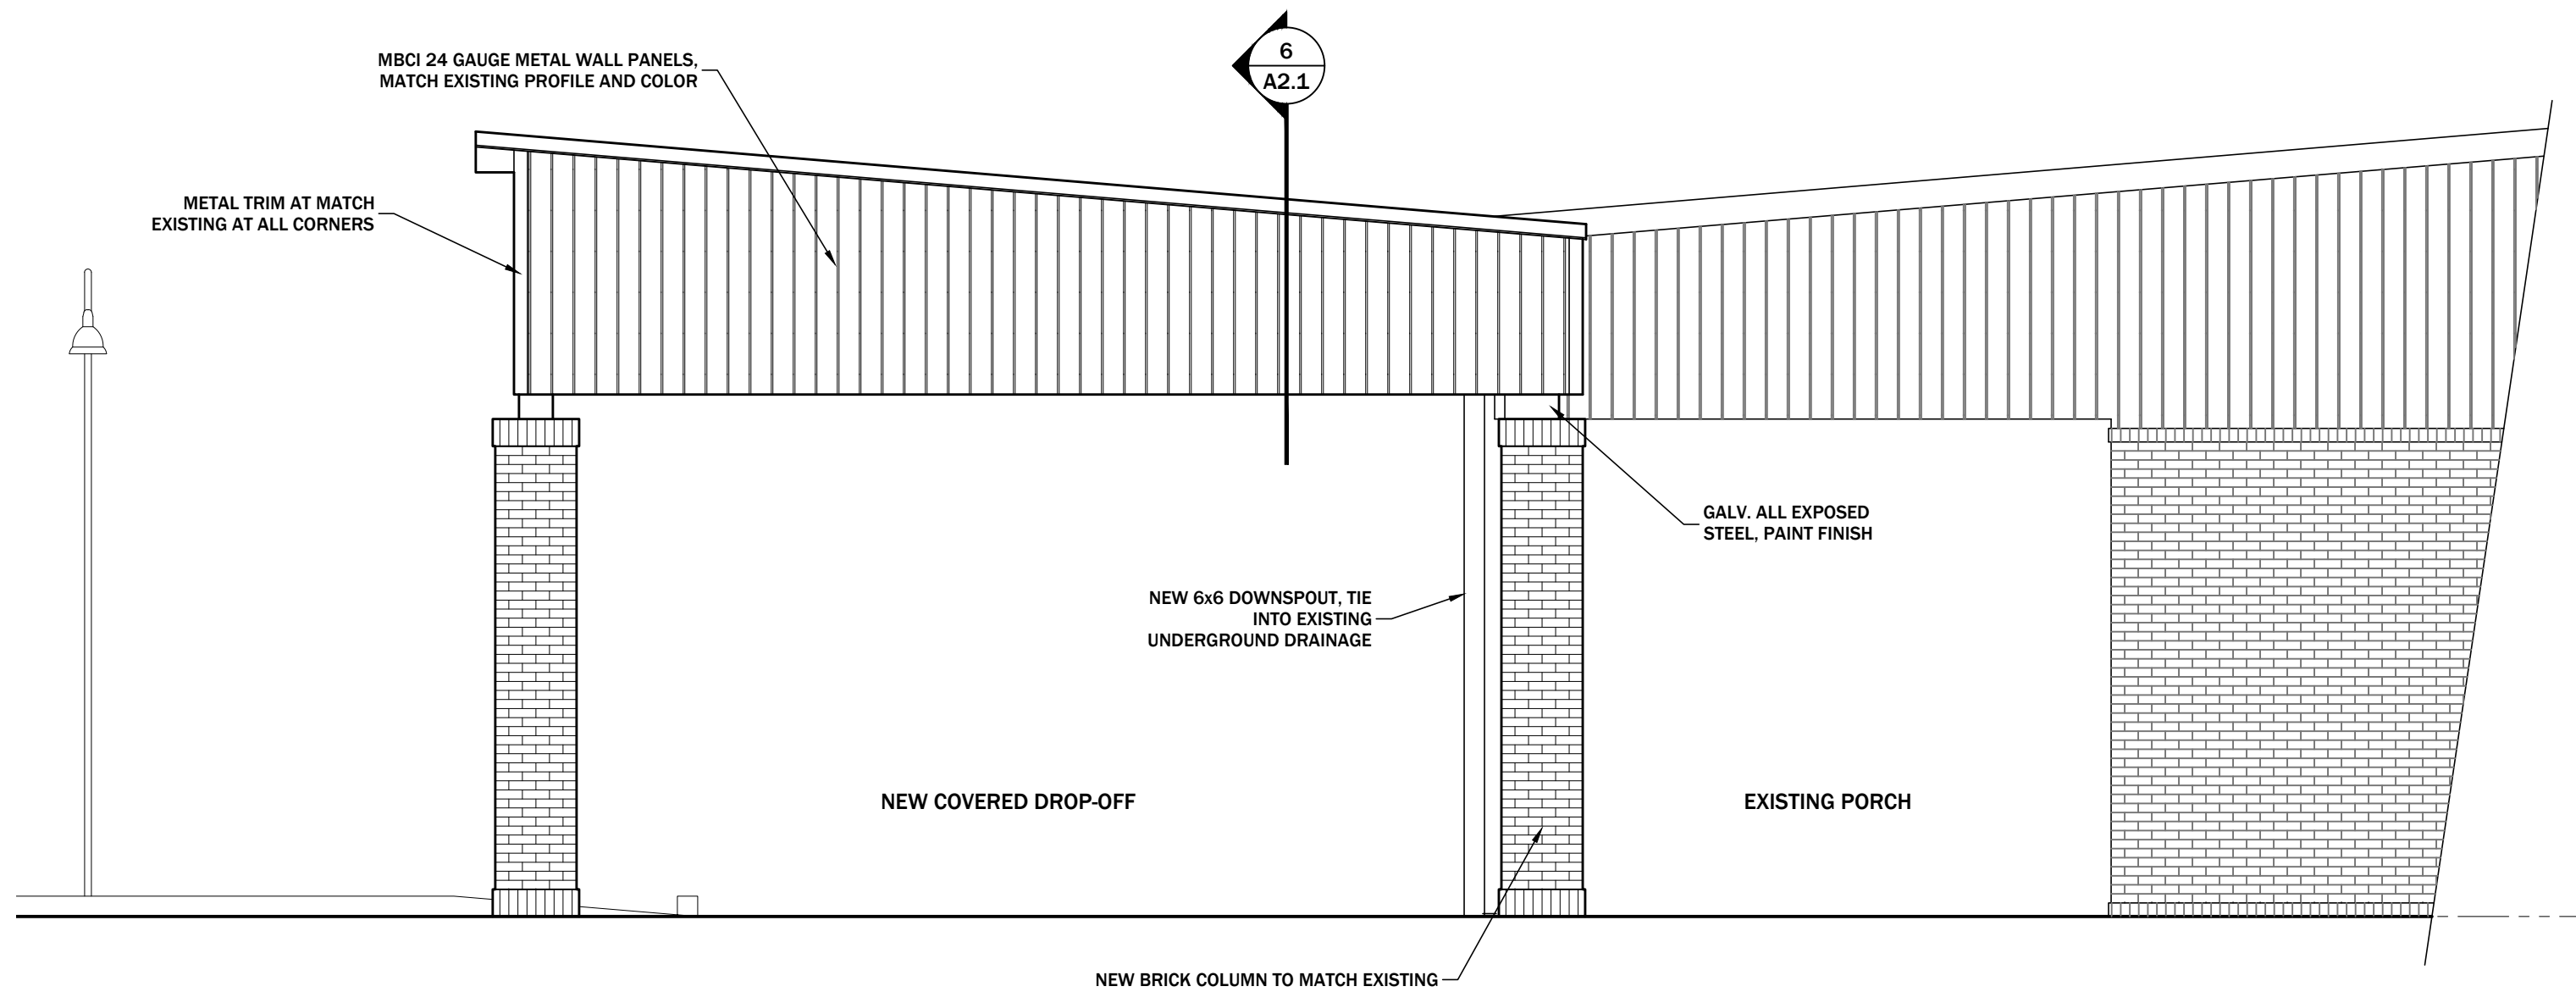 6
A2.1
MBCI 24 GAUGE METAL WALL PANELS,
MATCH EXISTING PROFILE AND COLOR
METAL TRIM AT MATCH
EXISTING AT ALL CORNERS
GALV. ALL EXPOSED
STEEL, PAINT FINISH
NEW 6x6 DOWNSPOUT, TIE
INTO EXISTING
UNDERGROUND DRAINAGE
NEW COVERED DROP-OFF
EXISTING PORCH
NEW BRICK COLUMN TO MATCH EXISTING